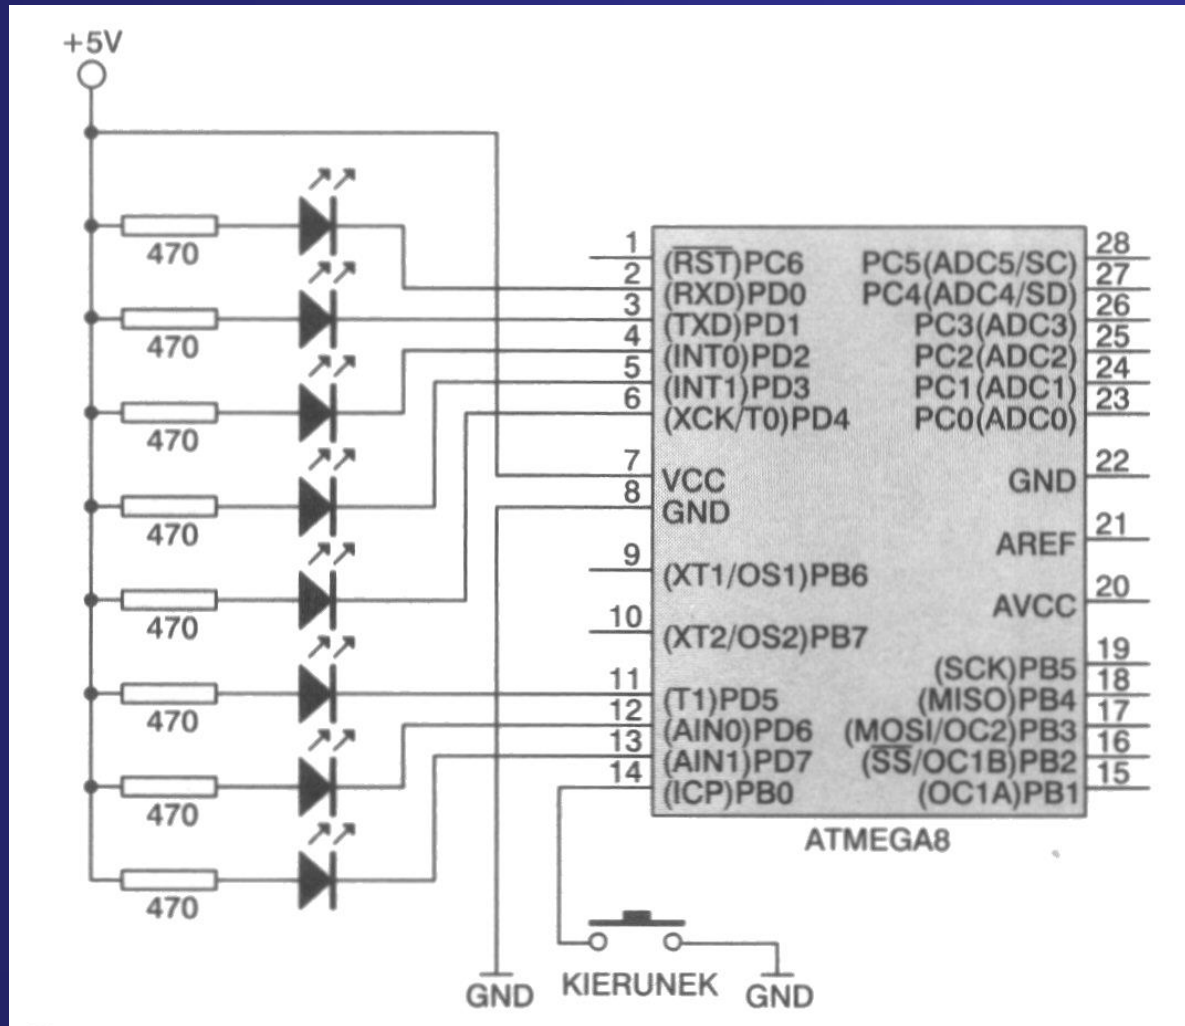 +5V
470
470
470
470
470
470
470
470
1 (RST)PC6
2 (RXD)PD0
3 (TXD)PD1
4 (INT0)PD2
5 (INT1)PD3
6 (XCK/T0)PD4
7 VCC
8 GND
9 (XT1/OS1)PB6
10 (XT2/OS2)PB7
11 (T1)PD5
12 (AIN0)PD6
13 (AIN1)PD7
14 (ICP)PB0
PC5(ADC5/SC) 28
PC4(ADC4/SD) 27
PC3(ADC3) 26
PC2(ADC2) 25
PC1(ADC1) 24
PC0(ADC0) 23
GND 22
AREF 21
AVCC 20
(SCK)PB5 19
(MISO)PB4 18
(MOSI/OC2)PB3 17
(SS/OC1B)PB2 16
(OC1A)PB1 15
ATMEGA8
GND
KIERUNEK
GND